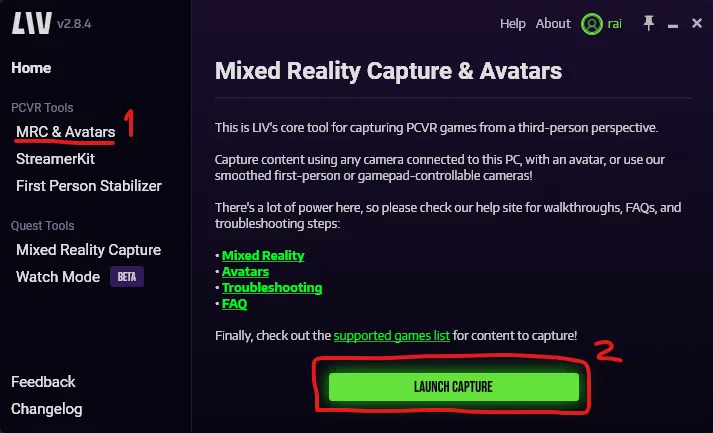 LIV v2.8.4
Help About rai
Home
PCVR Tools
MRC & Avatars 1
StreamerKit
First Person Stabilizer
Quest Tools
Mixed Reality Capture
Watch Mode BETA
Feedback
Changelog
Mixed Reality Capture & Avatars
This is LIV's core tool for capturing PCVR games from a third-person perspective.
Capture content using any camera connected to this PC, with an avatar, or use our
smoothed first-person or gamepad-controllable cameras!
There's a lot of power here, so please check our help site for walkthroughs, FAQs, and
troubleshooting steps:
• Mixed Reality
• Avatars
• Troubleshooting
• FAQ
Finally, check out the supported games list for content to capture!
2
LAUNCH CAPTURE